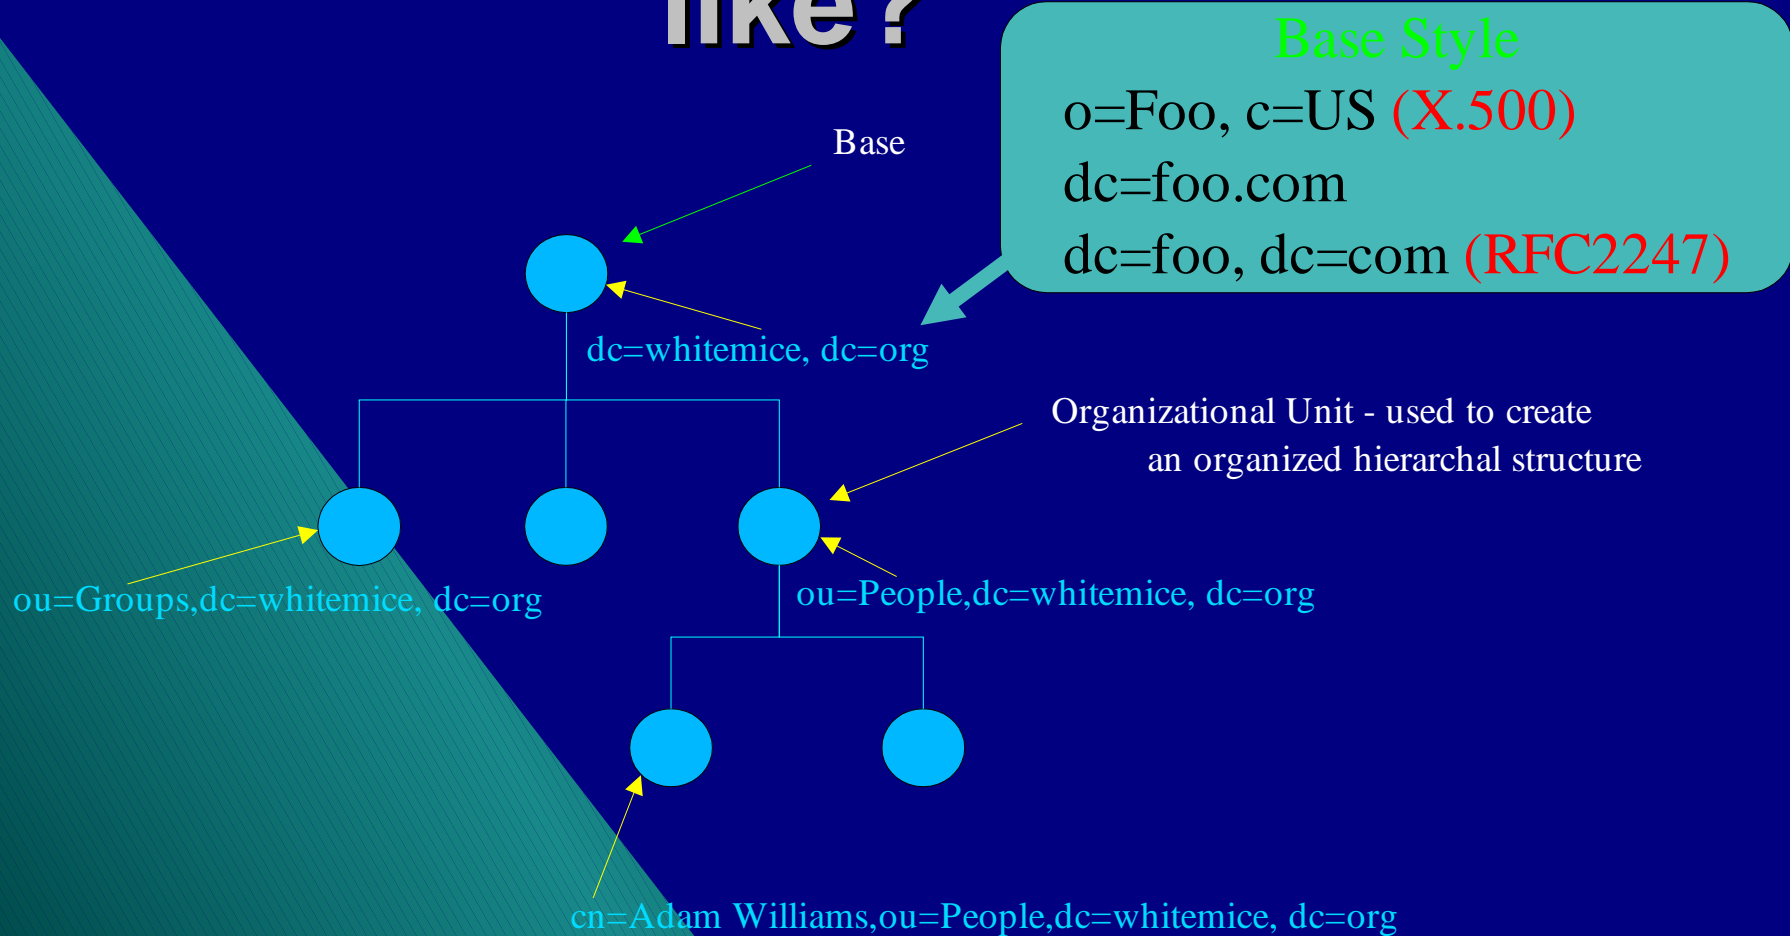 like?
Base Style
o=Foo, c=US (X.500)
dc=foo.com
dc=foo, dc=com (RFC2247)
Base
dc=whitemice, dc=org
Organizational Unit - used to create
an organized hierarchal structure
ou=Groups,dc=whitemice, dc=org
ou=People,dc=whitemice, dc=org
cn=Adam Williams,ou=People,dc=whitemice, dc=org